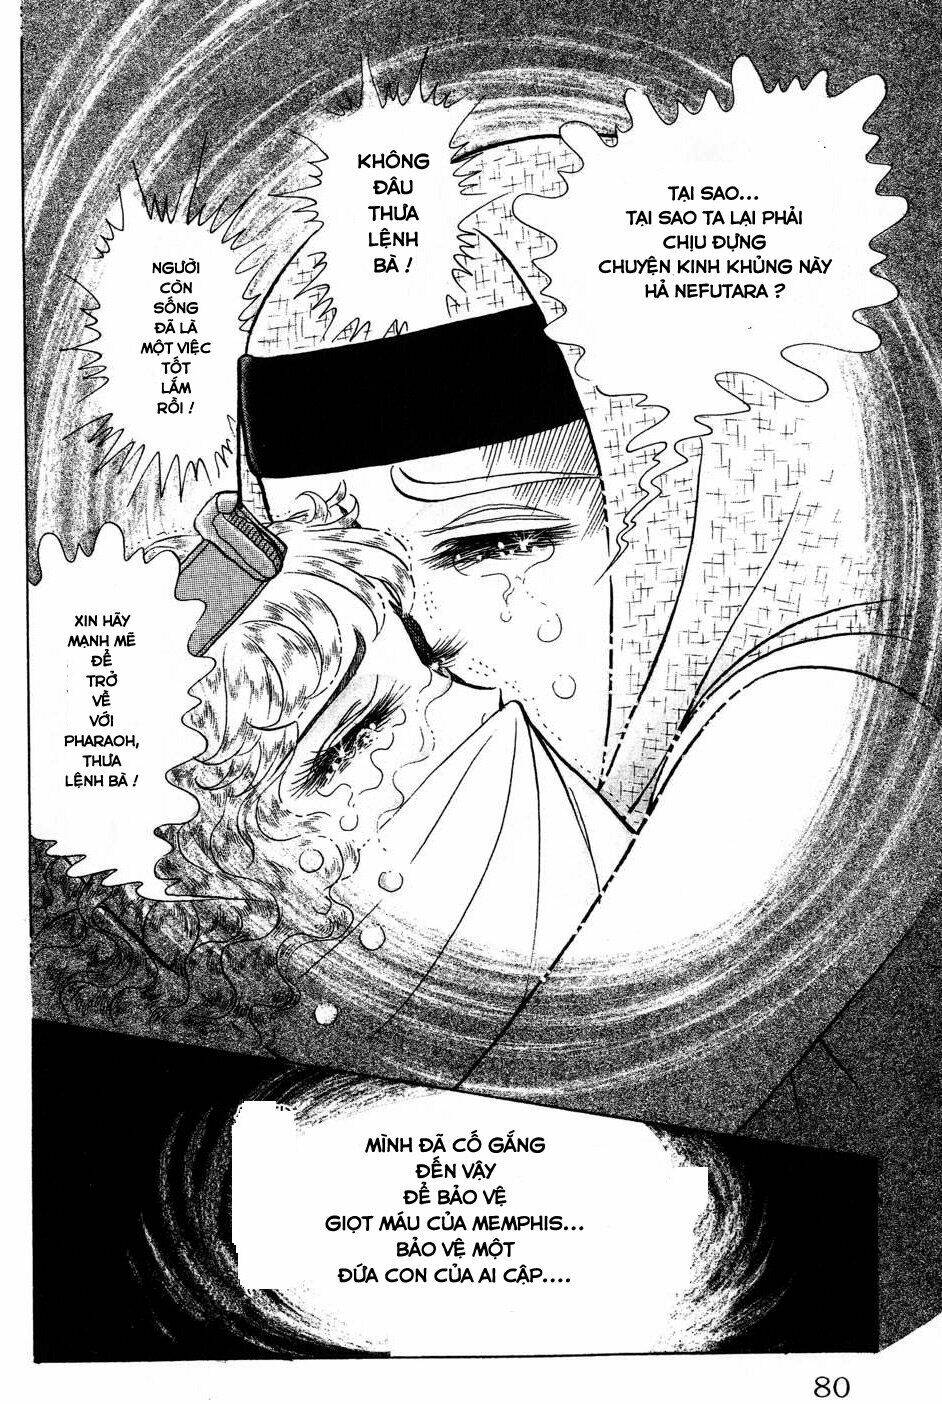 TẠI SAO...
TẠI SAO TA LẠI PHẢI
CHỊU ĐỰNG
CHUYỆN KINH KHỦNG NÀY
HẢ NEFUTARA ?
KHÔNG
ĐÂU
THƯA
LỆNH
BÀ !
NGƯỜI
CÒN
SỐNG
ĐÃ LÀ
MỘT VIỆC
TỐT
LẮM
RỒI !
XIN HÃY
MẠNH MẼ
ĐỂ
TRỞ
VỀ
VỚI
PHARAOH,
THƯA
LỆNH BÀ !
MÌNH ĐÃ CỐ GẮNG
ĐẾN VẬY
ĐỂ BẢO VỆ
GIỌT MÁU CỦA MEMPHIS...
BẢO VỆ MỘT
ĐỨA CON CỦA AI CẬP....
80